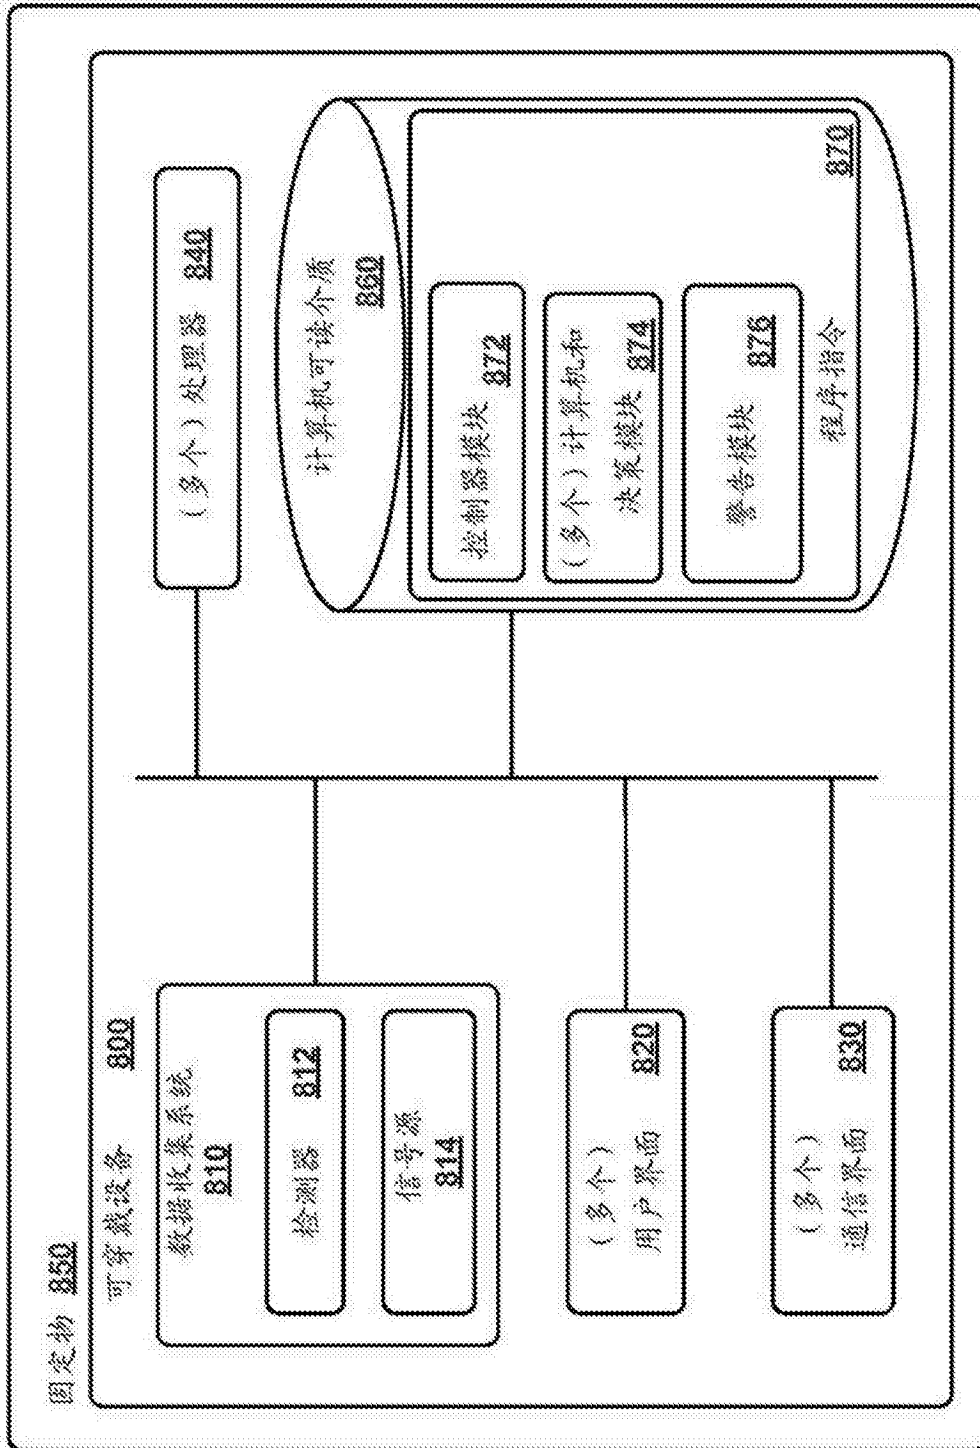 固定物 850
可穿戴设备 800
数据收集系统
810
检测器 812
信号源
814
(多个)
用户界面 820
(多个)
通信界面 830
(多个)处理器 840
计算机可读介质
860
控制器模块 872
(多个)计算机和
决策模块 874
警告模块 876
程序指令 870